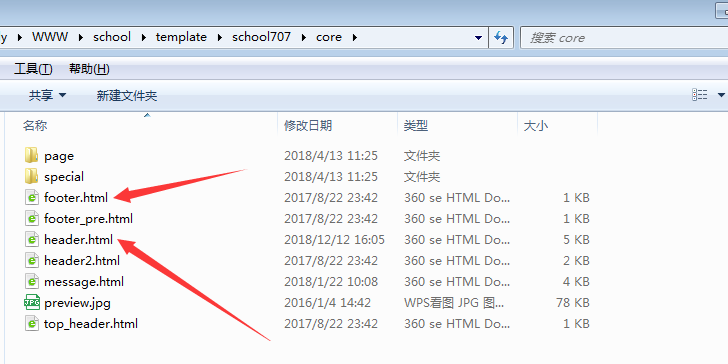 y ▸ WWW ▸ school ▸ template ▸ school707 ▸ core ▸ 搜索 core
工具(T) 帮助(H)
共享 新建文件夹
名称 修改日期 类型 大小
page 2018/4/13 11:25 文件夹
special 2018/4/13 11:25 文件夹
footer.html 2017/8/22 23:42 360 se HTML Do... 1 KB
footer_pre.html 2017/8/22 23:42 360 se HTML Do... 1 KB
header.html 2018/12/12 16:05 360 se HTML Do... 5 KB
header2.html 2017/8/22 23:42 360 se HTML Do... 2 KB
message.html 2018/1/22 10:08 360 se HTML Do... 4 KB
preview.jpg 2016/1/4 14:42 WPS看图 JPG 图... 78 KB
top_header.html 2017/8/22 23:42 360 se HTML Do... 1 KB